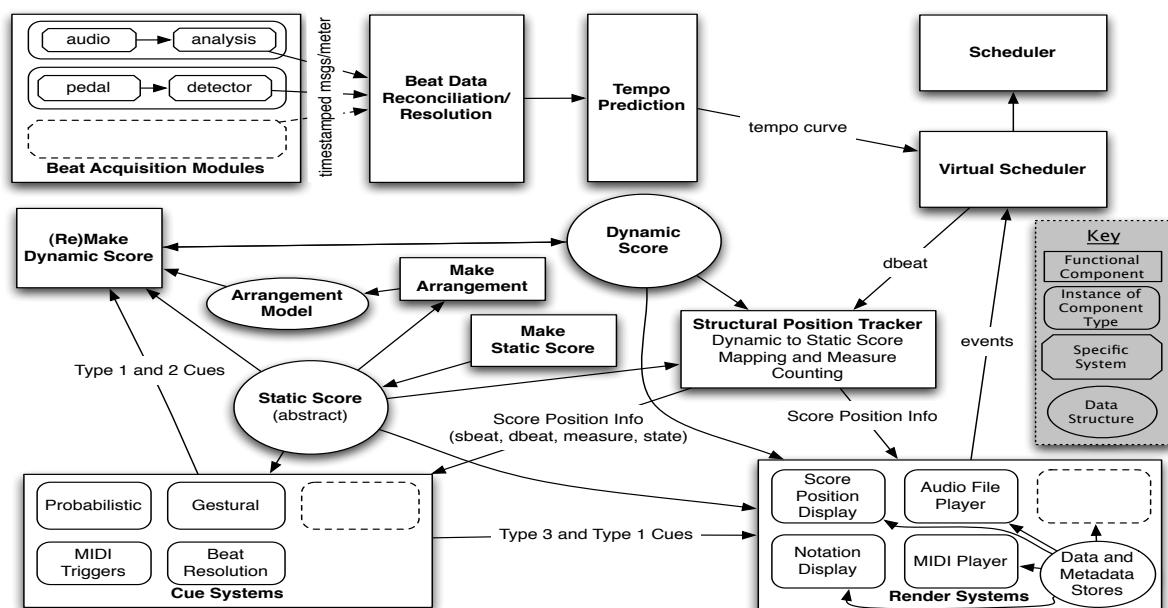 audio
analysis
pedal
detector
Beat Acquisition Modules
timestamped msgs/meter
Beat Data
Reconciliation/
Resolution
Tempo
Prediction
tempo curve
Scheduler
Virtual Scheduler
(Re)Make
Dynamic Score
Dynamic
Score
Make
Arrangement
Arrangement
Model
Make
Static Score
dbeat
Structural Position Tracker
Dynamic to Static Score
Mapping and Measure
Counting
events
Key
Functional
Component
Instance of
Component
Type
Specific
System
Data
Structure
Type 1 and 2 Cues
Static Score
(abstract)
Score Position Info
(sbeat, dbeat, measure, state)
Score Position Info
Probabilistic
Gestural
MIDI
Triggers
Beat
Resolution
Cue Systems
Type 3 and Type 1 Cues
Score
Position
Display
Audio File
Player
Notation
Display
MIDI Player
Data and
Metadata
Stores
Render Systems